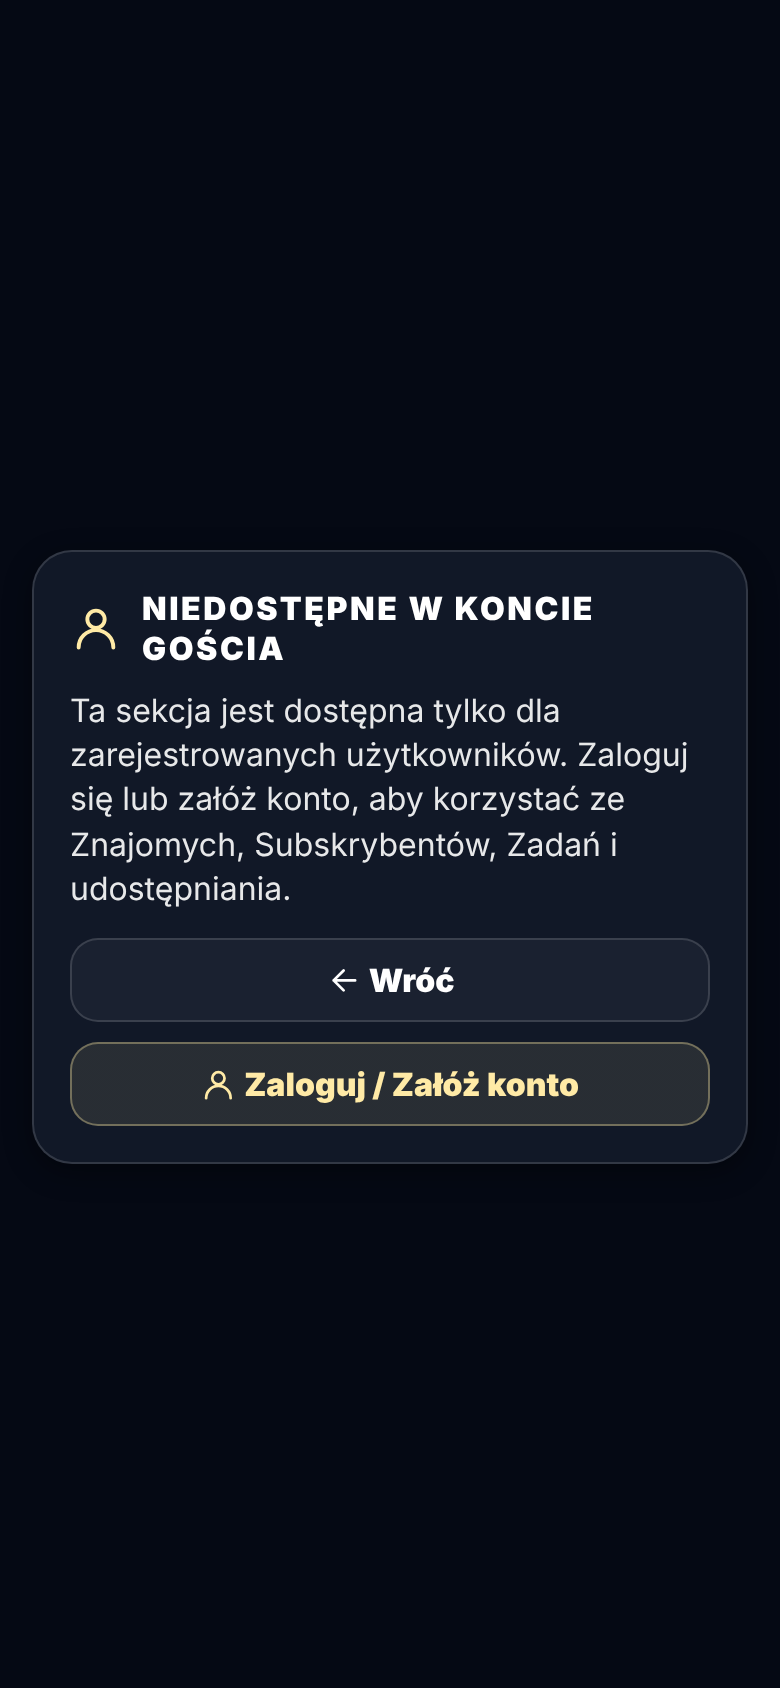 NIEDOSTĘPNE W KONCIE
GOŚCIA
Ta sekcja jest dostępna tylko dla
zarejestrowanych użytkowników. Zaloguj
się lub załóż konto, aby korzystać ze
Znajomych, Subskrybentów, Zadań i
udostępniania.
← Wróć
Zaloguj / Załóż konto